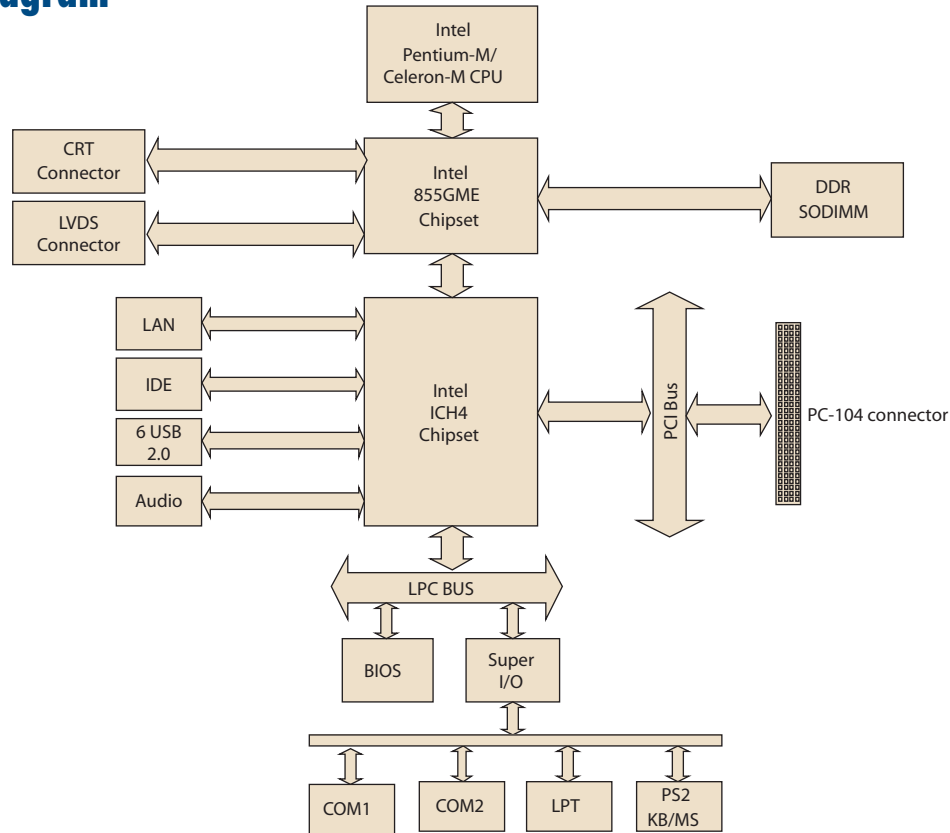 Intel
Pentium-M/
Celeron-M CPU
CRT
Connector
Intel
855GME
Chipset
DDR
SODIMM
LVDS
Connector
LAN
IDE
6 USB
2.0
Audio
Intel
ICH4
Chipset
PCI Bus
PC-104 connector
LPC BUS
BIOS
Super
I/O
COM1
COM2
LPT
PS2
KB/MS